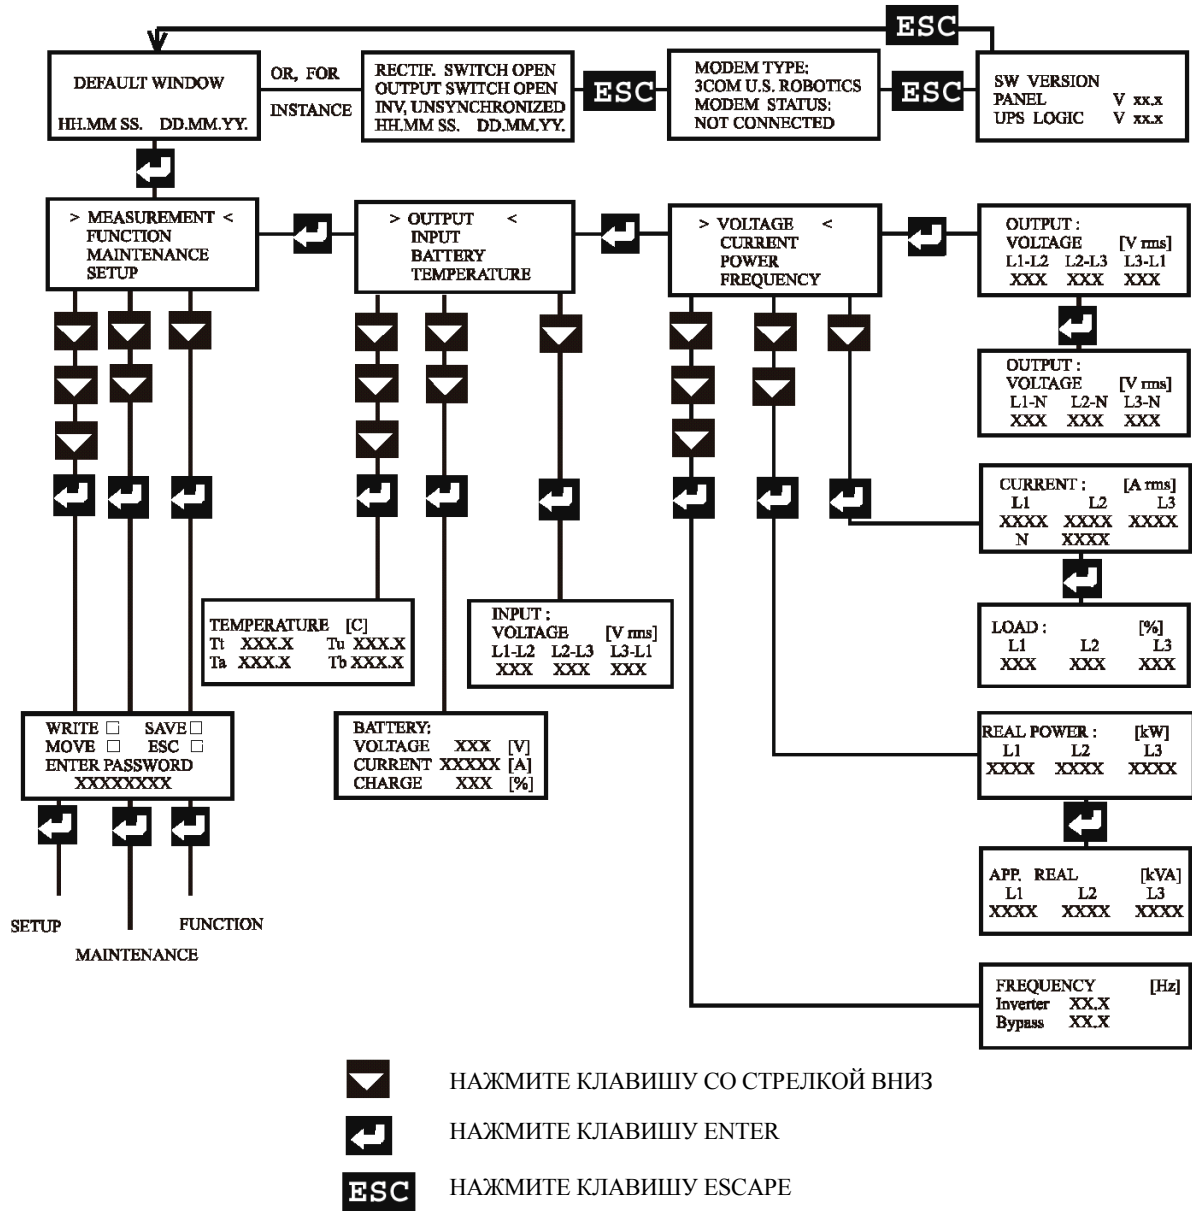 ESC
DEFAULT WINDOW
HH.MM SS. DD.MM.YY.
OR, FOR
INSTANCE
RECTIF. SWITCH OPEN
OUTPUT SWITCH OPEN
INV, UNSYNCHRONIZED
HH.MM SS. DD.MM.YY.
ESC
MODEM TYPE:
3COM U.S. ROBOTICS
MODEM STATUS:
NOT CONNECTED
ESC
SW VERSION
PANEL V xx.x
UPS LOGIC V xx.x
> MEASUREMENT <
FUNCTION
MAINTENANCE
SETUP
> OUTPUT <
INPUT
BATTERY
TEMPERATURE
> VOLTAGE <
CURRENT
POWER
FREQUENCY
OUTPUT :
VOLTAGE [V rms]
L1-L2 L2-L3 L3-L1
XXX XXX XXX
OUTPUT :
VOLTAGE [V rms]
L1-N L2-N L3-N
XXX XXX XXX
CURRENT : [A rms]
L1 L2 L3
XXXX XXXX XXXX
N XXXX
TEMPERATURE [C]
Tt XXX.X Tu XXX.X
Ta XXX.X Tb XXX.X
INPUT :
VOLTAGE [V rms]
L1-L2 L2-L3 L3-L1
XXX XXX XXX
LOAD : [%]
L1 L2 L3
XXX XXX XXX
WRITE □ SAVE □
MOVE □ ESC □
ENTER PASSWORD
XXXXXXXX
BATTERY:
VOLTAGE XXX [V]
CURRENT XXXXX [A]
CHARGE XXX [%]
REAL POWER : [kW]
L1 L2 L3
XXXX XXXX XXXX
APP. REAL [kVA]
L1 L2 L3
XXXX XXXX XXXX
SETUP
FUNCTION
MAINTENANCE
FREQUENCY [Hz]
Inverter XX.X
Bypass XX.X
НАЖМИТЕ КЛАВИШУ СО СТРЕЛКОЙ ВНИЗ
НАЖМИТЕ КЛАВИШУ ENTER
ESC НАЖМИТЕ КЛАВИШУ ESCAPE